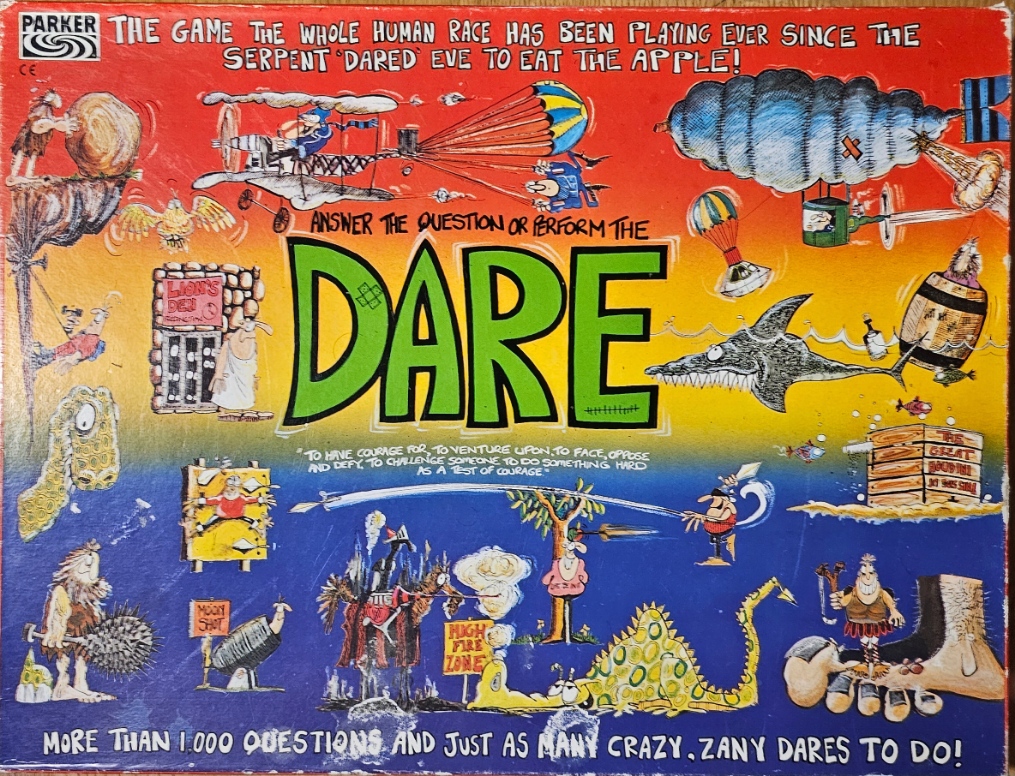 PARKER
CE
THE GAME THE WHOLE HUMAN RACE HAS BEEN PLAYING EVER SINCE THE
SERPENT 'DARED' EVE TO EAT THE APPLE!
ANSWER THE QUESTION OR PERFORM THE
DARE
LION'S
DEN
"TO HAVE COURAGE FOR, TO VENTURE UPON, TO FACE, OPPOSE
AND DEFY, TO CHALLENGE SOMEONE TO DO SOMETHING HARD
AS A TEST OF COURAGE"
THE
GREAT
MOON
SHOT
HIGH
FIRE
ZONE
MORE THAN 1.000 QUESTIONS AND JUST AS MANY CRAZY, ZANY DARES TO DO!